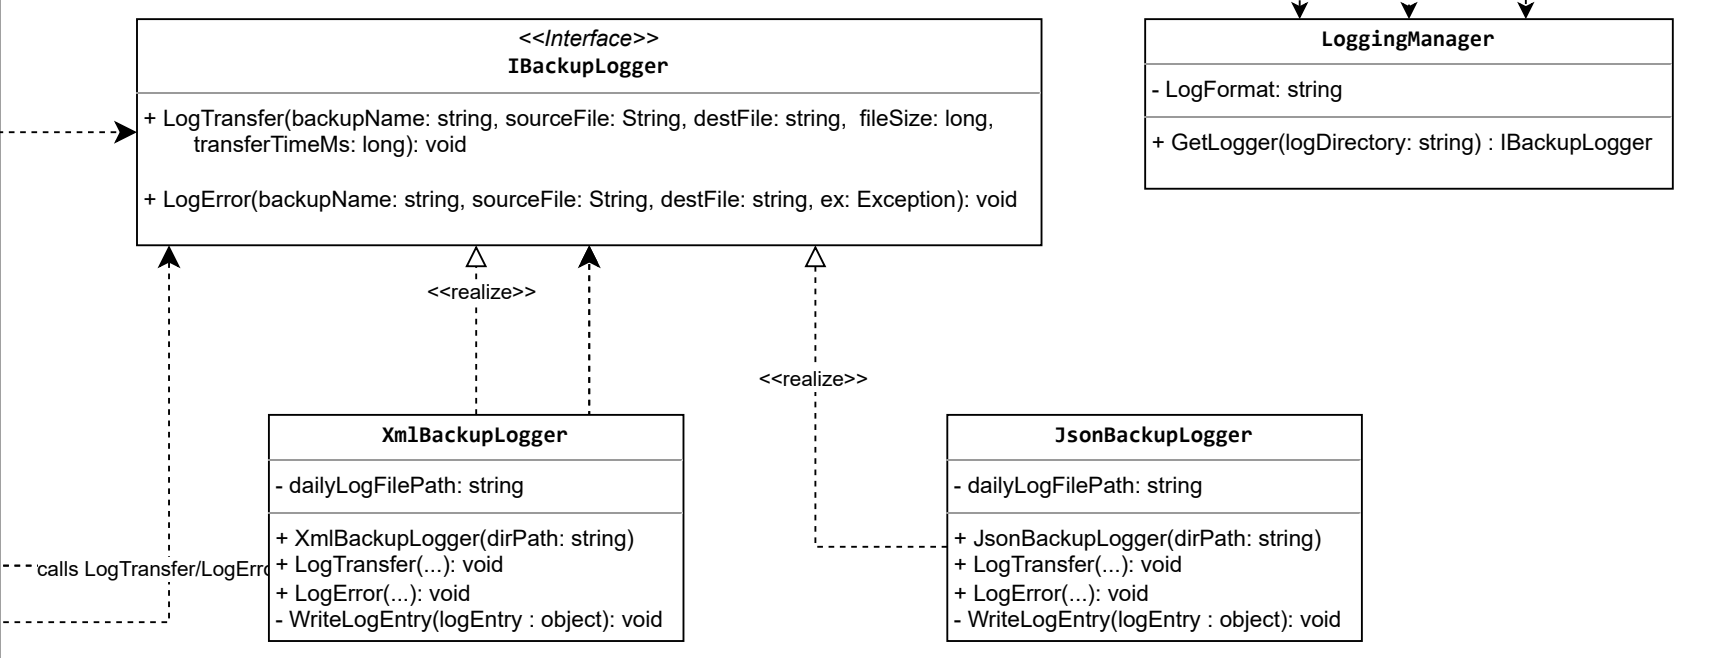 <<Interface>>
IBackupLogger
+ LogTransfer(backupName: string, sourceFile: String, destFile: string,  fileSize: long,
transferTimeMs: long): void
+ LogError(backupName: string, sourceFile: String, destFile: string, ex: Exception): void
LoggingManager
- LogFormat: string
+ GetLogger(logDirectory: string) : IBackupLogger
<<realize>>
<<realize>>
XmlBackupLogger
- dailyLogFilePath: string
+ XmlBackupLogger(dirPath: string)
+ LogTransfer(...): void
+ LogError(...): void
- WriteLogEntry(logEntry : object): void
JsonBackupLogger
- dailyLogFilePath: string
+ JsonBackupLogger(dirPath: string)
+ LogTransfer(...): void
+ LogError(...): void
- WriteLogEntry(logEntry : object): void
calls LogTransfer/LogErro